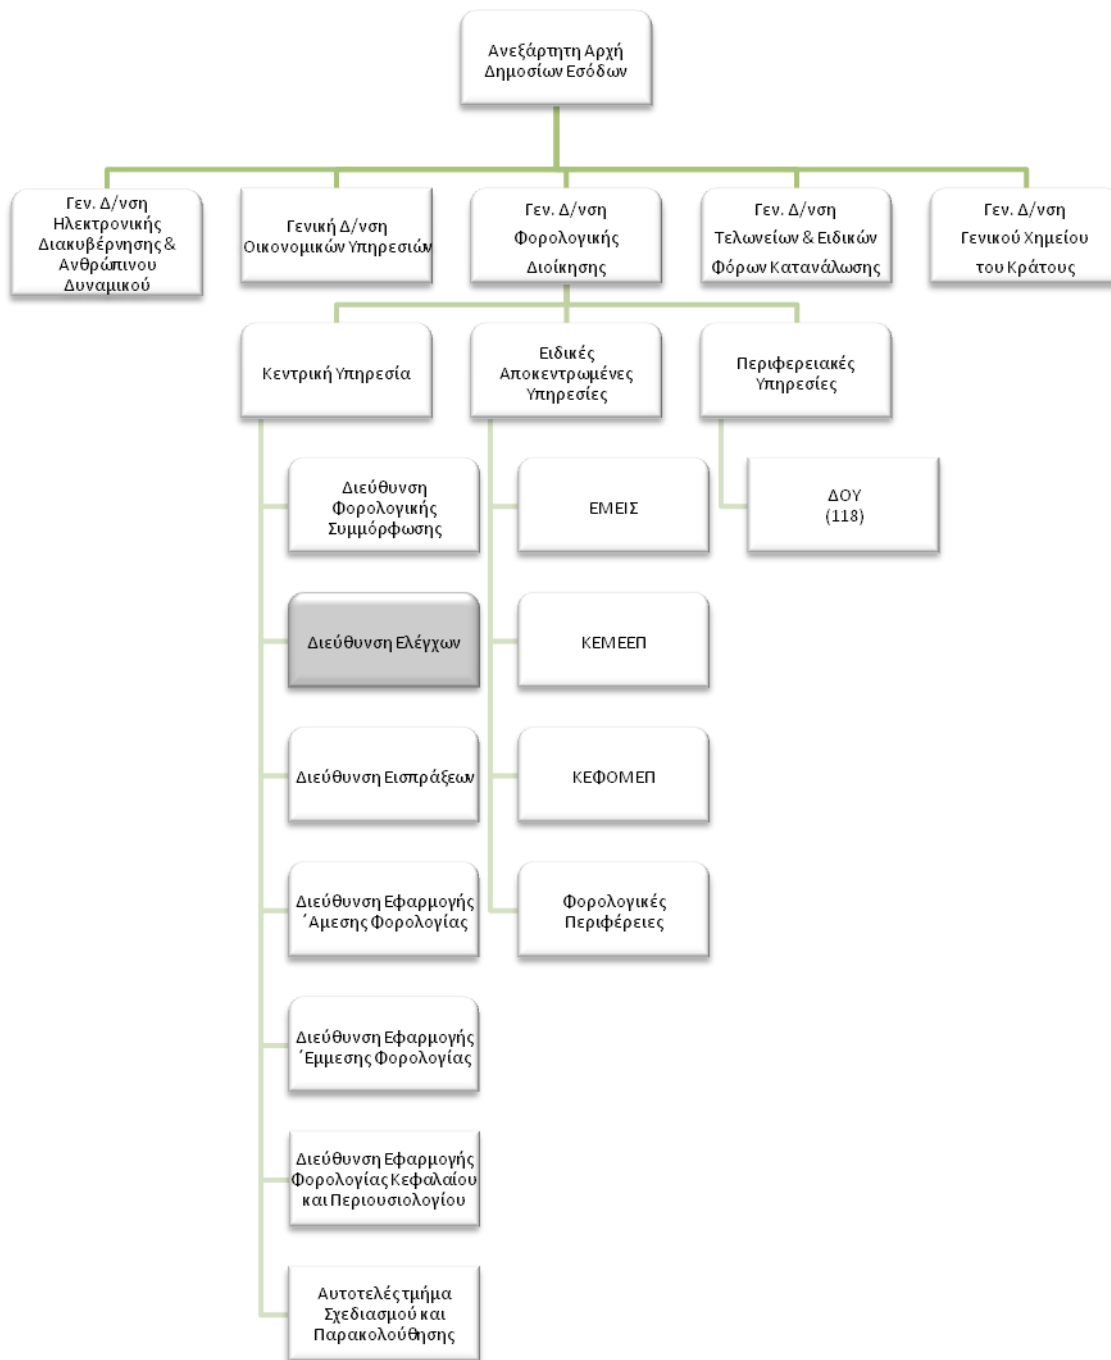 Ανεξάρτητη Αρχή
Δημοσίων Εσόδων
Γεν. Δ/νση
Ηλεκτρονικής
Διακυβέρνησης &
Ανθρώπινου
Δυναμικού
Γενική Δ/νση
Οικονομικών Υπηρεσιών
Γεν. Δ/νση
Φορολογικής
Διοίκησης
Γεν. Δ/νση
Τελωνείων & Ειδικών
Φόρων Κατανάλωσης
Γεν. Δ/νση
Γενικού Χημείου
του Κράτους
Κεντρική Υπηρεσία
Ειδικές
Αποκεντρωμένες
Υπηρεσίες
Περιφερειακές
Υπηρεσίες
Διεύθυνση
Φορολογικής
Συμμόρφωσης
ΕΜΕΙΣ
ΔΟΥ
(118)
Διεύθυνση Ελέγχων
ΚΕΜΕΕΠ
Διεύθυνση Εισπράξεων
ΚΕΦΟΜΕΠ
Διεύθυνση Εφαρμογής
΄Αμεσης Φορολογίας
Φορολογικές
Περιφέρειες
Διεύθυνση Εφαρμογής
΄Εμμεσης Φορολογίας
Διεύθυνση Εφαρμογής
Φορολογίας Κεφαλαίου
και Περιουσιολογίου
Αυτοτελές τμήμα
Σχεδιασμού και
Παρακολούθησης